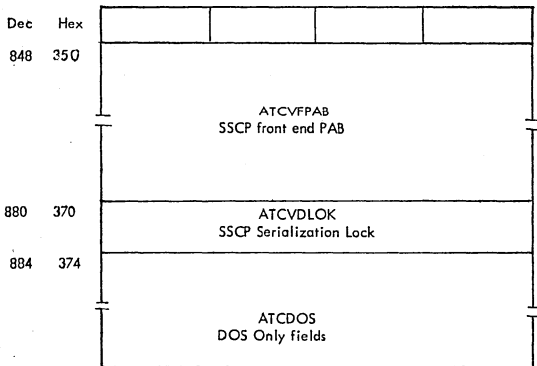 Dec Hex
848 350
ATCVFPAB
SSCP front end PAB
880 370 ATCVDLOK
SSCP Serialization Lock
884 374
ATCDOS
DOS Only fields